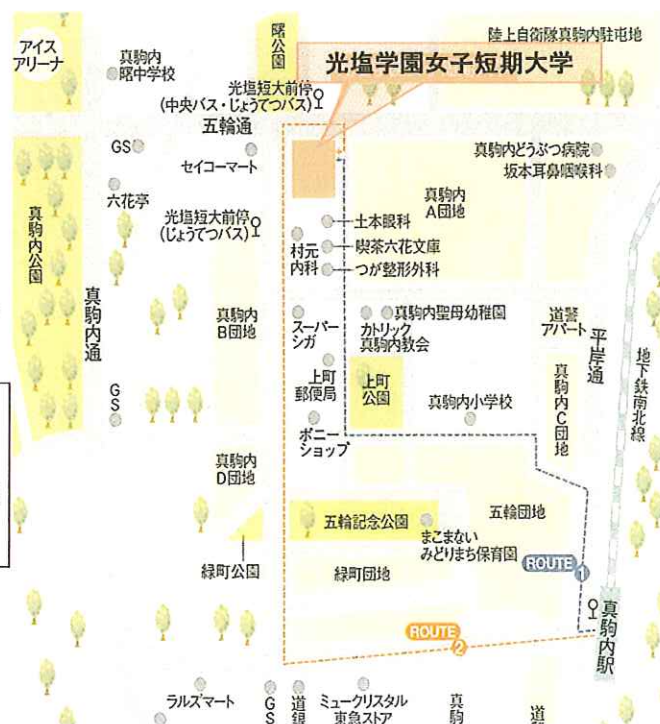 アイス
アリーナ
真駒内
曙中学校
曙公園
陸上自衛隊真駒内駐屯地
光塩学園女子短期大学
光塩短大前停
(中央バス・じょうてつバス)
五輪通
GS
セイコーマート
真駒内どうぶつ病院
坂本耳鼻咽喉科
六花亭
真駒内
A団地
真駒内公園
光塩短大前停
(じょうてつバス)
土本眼科
村元
内科
喫茶六花文庫
つが整形外科
真駒内通
真駒内
B団地
スーパー
シガ
真駒内聖母幼稚園
カトリック
真駒内教会
道警
アパート
平岸通
地下鉄南北線
GS
上町
郵便局
上町
公園
真駒内小学校
真駒内C団地
ボニー
ショップ
真駒内
D団地
五輪記念公園
五輪団地
まこまない
みどりまち保育園
緑町公園
緑町団地
ROUTE 1
真駒内駅
ROUTE 2
ラルズマート
GS
道銀
ミュークリスタル
東急ストア
真駒
道